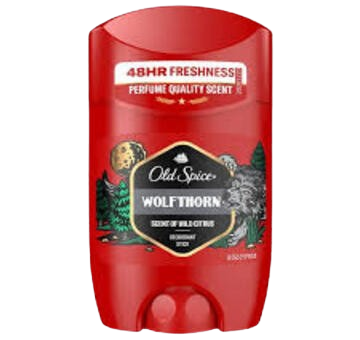 48HR FRESHNESS
PERFUME QUALITY SCENT
Old Spice
WOLFTHORN
SCENT OF WILD CITRUS
DEODORANT
STICK